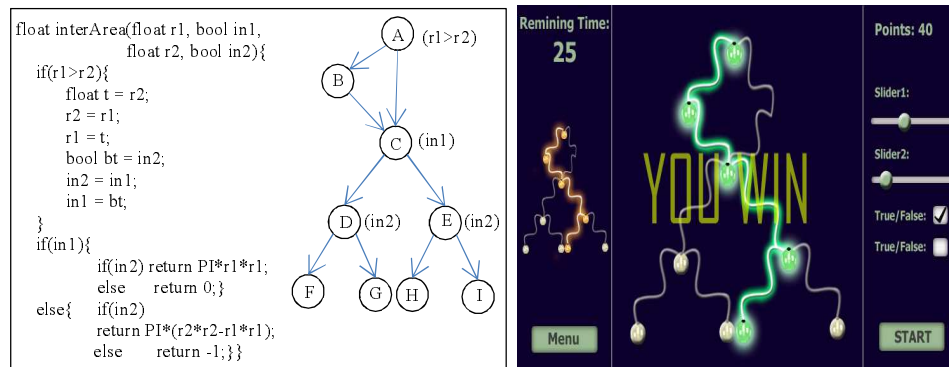 float interArea(float r1, bool in1,
float r2, bool in2){
if(r1>r2){
float t = r2;
r2 = r1;
r1 = t;
bool bt = in2;
in2 = in1;
in1 = bt;
}
if(in1){
if(in2) return PI*r1*r1;
else return 0;}
else{ if(in2)
return PI*(r2*r2-r1*r1);
else return -1;}}
A (r1>r2)
B
C (in1)
D (in2) E (in2)
F G H I
Remining Time:
25
Menu
YOU WIN
Points: 40
Slider1:
Slider2:
True/False:
True/False:
START